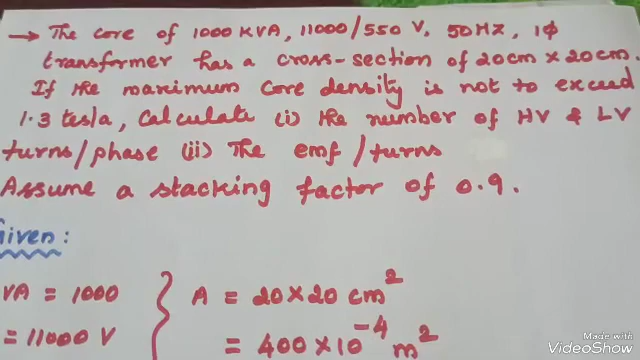 → The core of 1000 KVA, 11000/550 V, 50HZ, 1ϕ
transformer has a cross-section of 20cm × 20cm.
If the maximum core density is not to exceed
1.3 tesla, calculate (i) the number of HV & LV
turns/phase (ii) The emf/turns
Assume a stacking factor of 0.9.
Given:
VA = 1000
= 11000 V
A = 20×20 cm²
= 400×10⁻⁴ m²
Made with
VideoShow